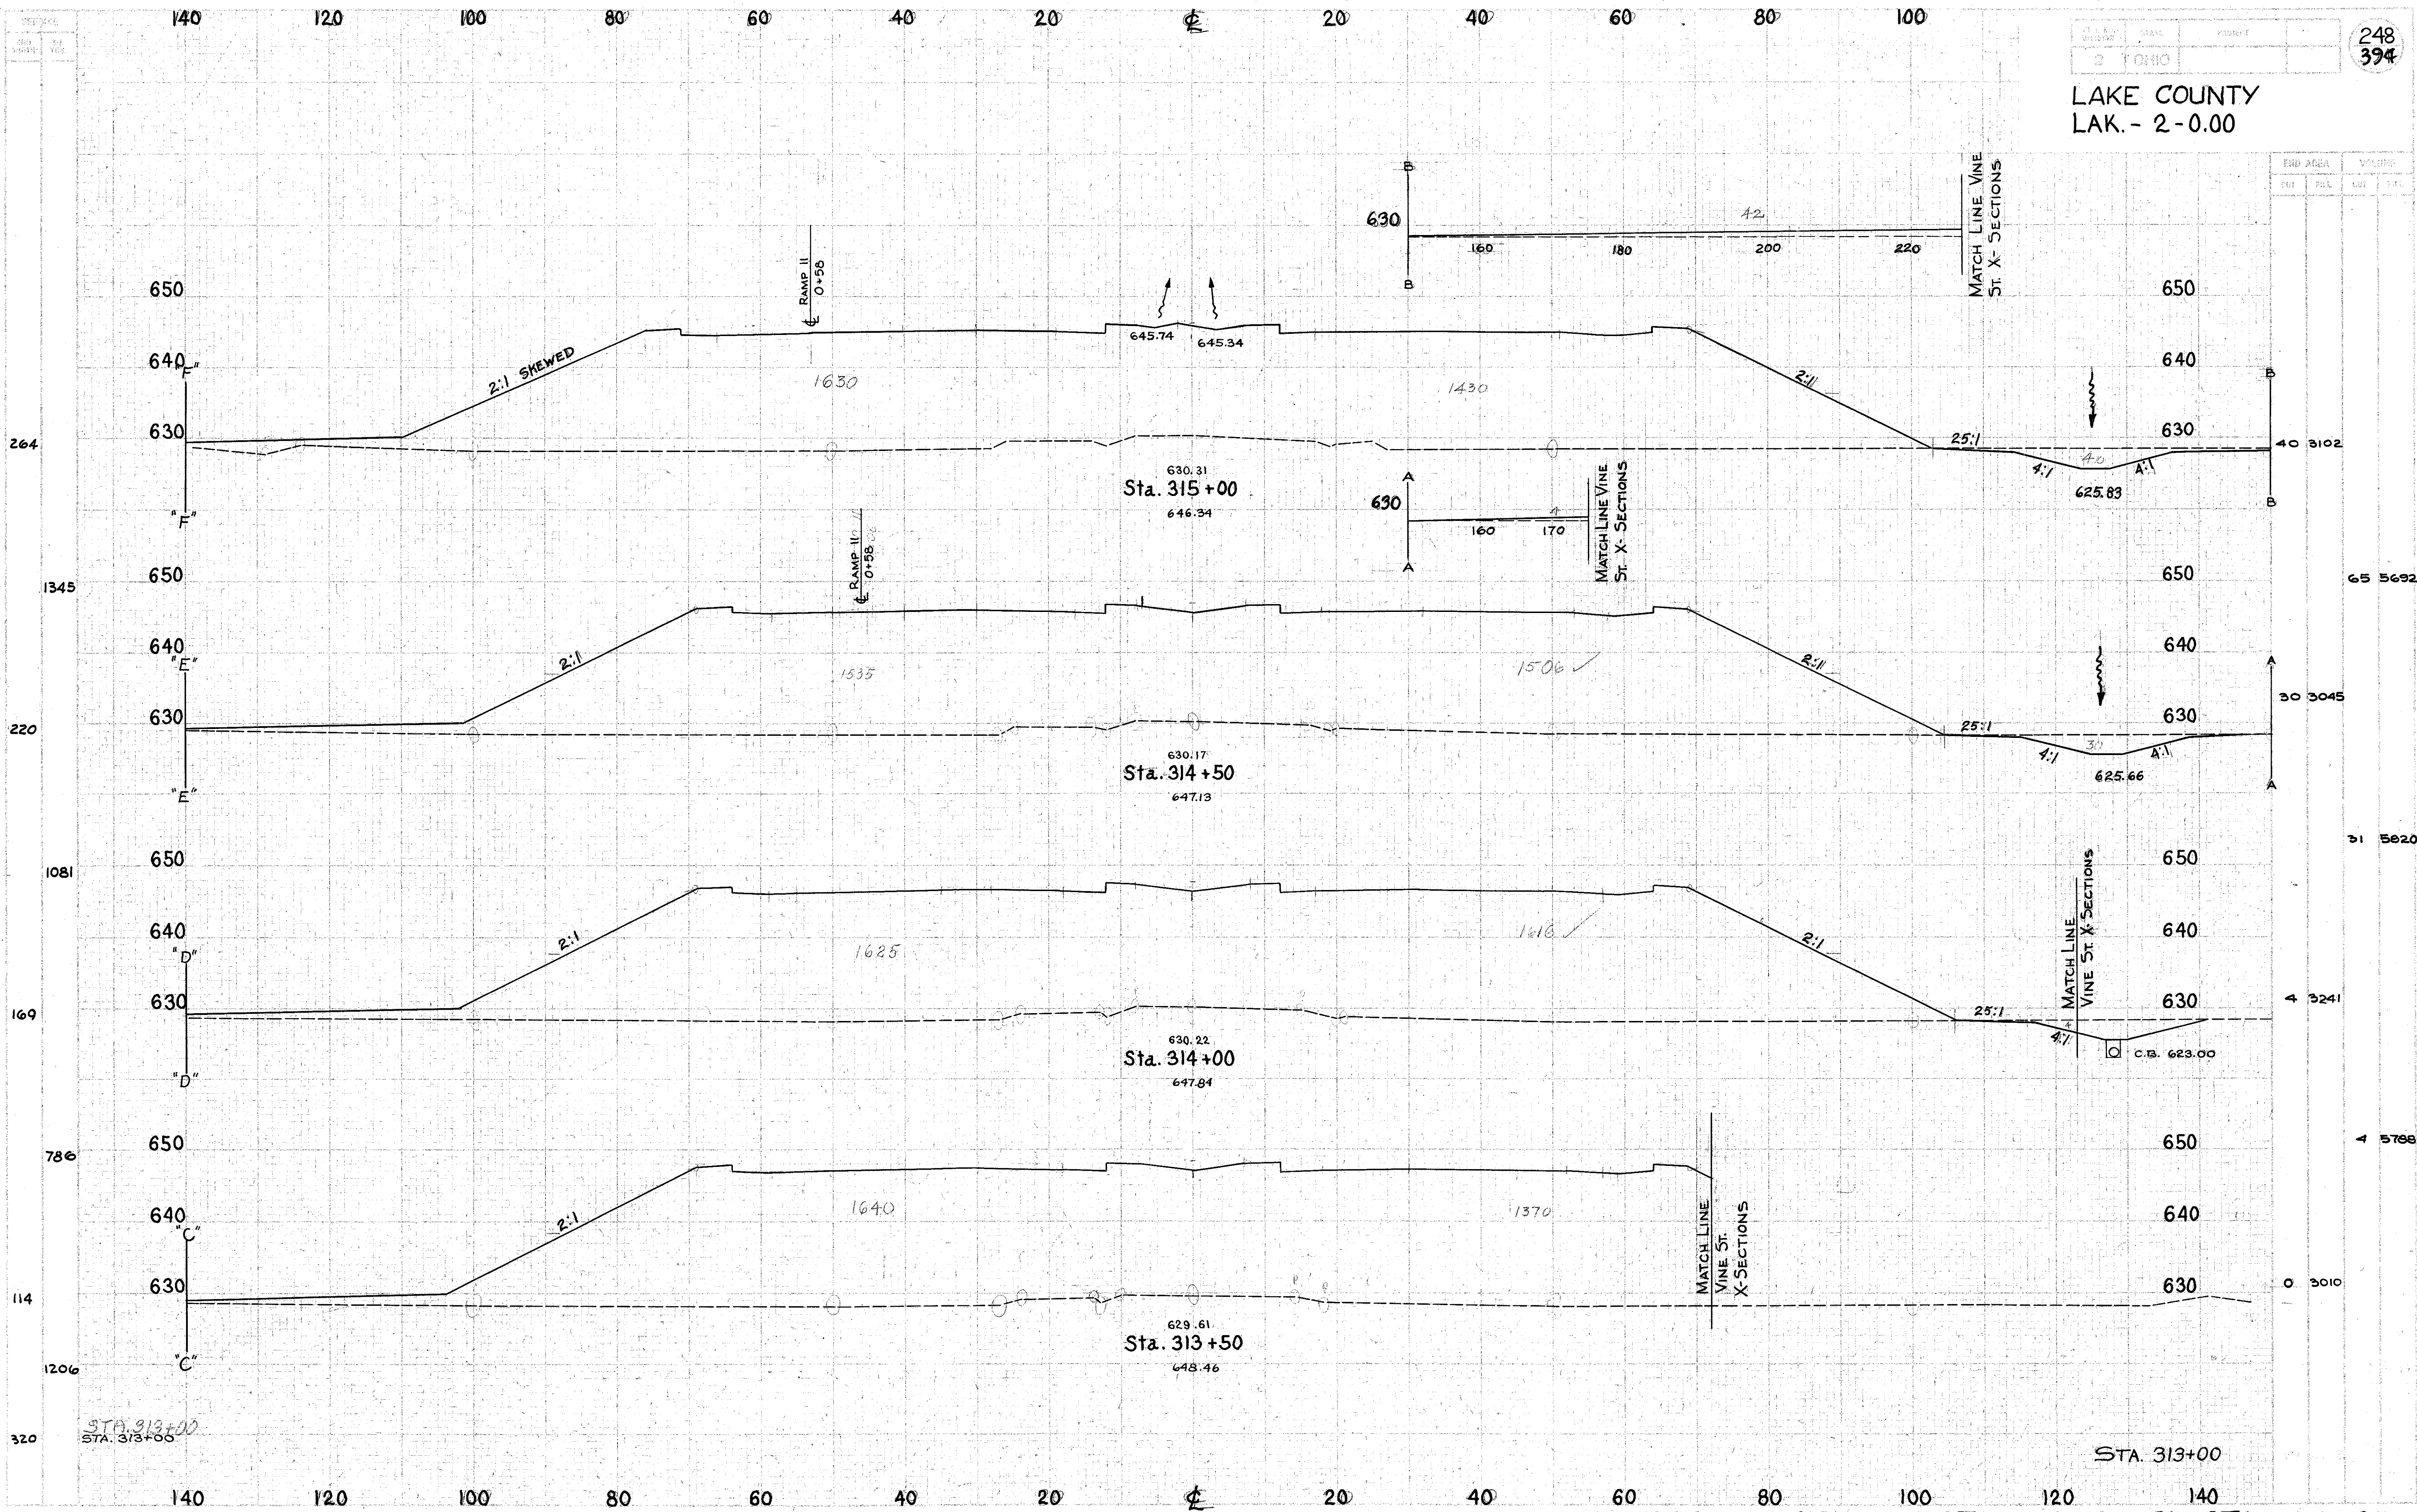 140 120 100 80 60 40 20 ℄ 20 40 60 80 100
248
394
2 OHIO
LAKE COUNTY
LAK. - 2 - 0.00
END AREA VOLUME
CUT FILL CUT FILL
B
630
42
160 180 200 220
B
MATCH LINE VINE
ST. X- SECTIONS
℄ RAMP 11
0+58
650 650
645.74 645.34
640 640
"F"
2:1 SKEWED
1630
1430
2:1
B
630 630
264
25:1
40 3102
4:1
40
4:1
625.83
"F"
B
630.31
Sta. 315+00
646.34
A
630
4
160 170
A
MATCH LINE VINE
ST. X- SECTIONS
℄ RAMP 11
0+58
650 650
1345
65 5692
640 640
"E"
2:1
1535
1506 ✓
2:1
A
30 3045
630 630
220
25:1
4:1
30
4:1
625.66
"E"
A
630.17
Sta. 314+50
647.13
31 5820
650 650
1081
640 640
"D"
2:1
1625
1616 ✓
2:1
MATCH LINE
VINE ST. X-SECTIONS
630 630
169
25:1
4 3241
4
4:1
C.B. 623.00
"D"
630.22
Sta. 314+00
647.84
4 5788
650 650
786
640 640
"C"
2:1
1640
1370
MATCH LINE
VINE ST.
X-SECTIONS
630 630
114
0 3010
"C"
629.61
Sta. 313+50
648.46
1206
STA. 313+00
320
STA. 313+00
STA. 313+00
140 120 100 80 60 40 20 ℄ 20 40 60 80 100 120 140